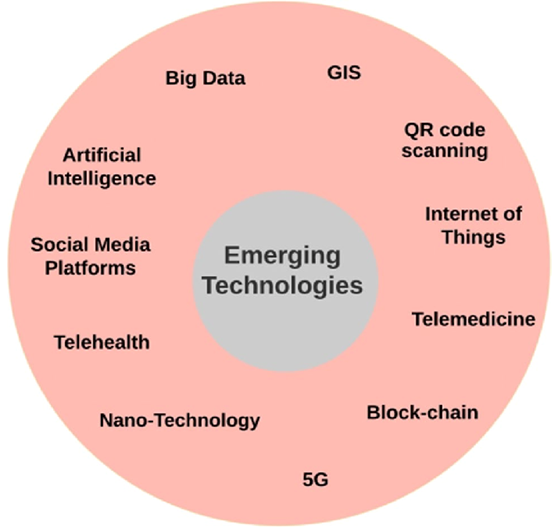 Big Data
GIS
QR code
scanning
Artificial
Intelligence
Internet of
Things
Social Media
Platforms
Emerging
Technologies
Telemedicine
Telehealth
Block-chain
Nano-Technology
5G